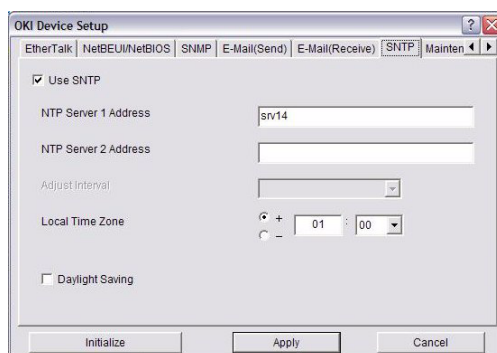 OKI Device Setup
EtherTalk NetBEUI/NetBIOS SNMP E-Mail(Send) E-Mail(Receive) SNTP Mainten
Use SNTP
NTP Server 1 Address srv14
NTP Server 2 Address
Adjust Interval
Local Time Zone + 01 : 00
−
Daylight Saving
Initialize Apply Cancel